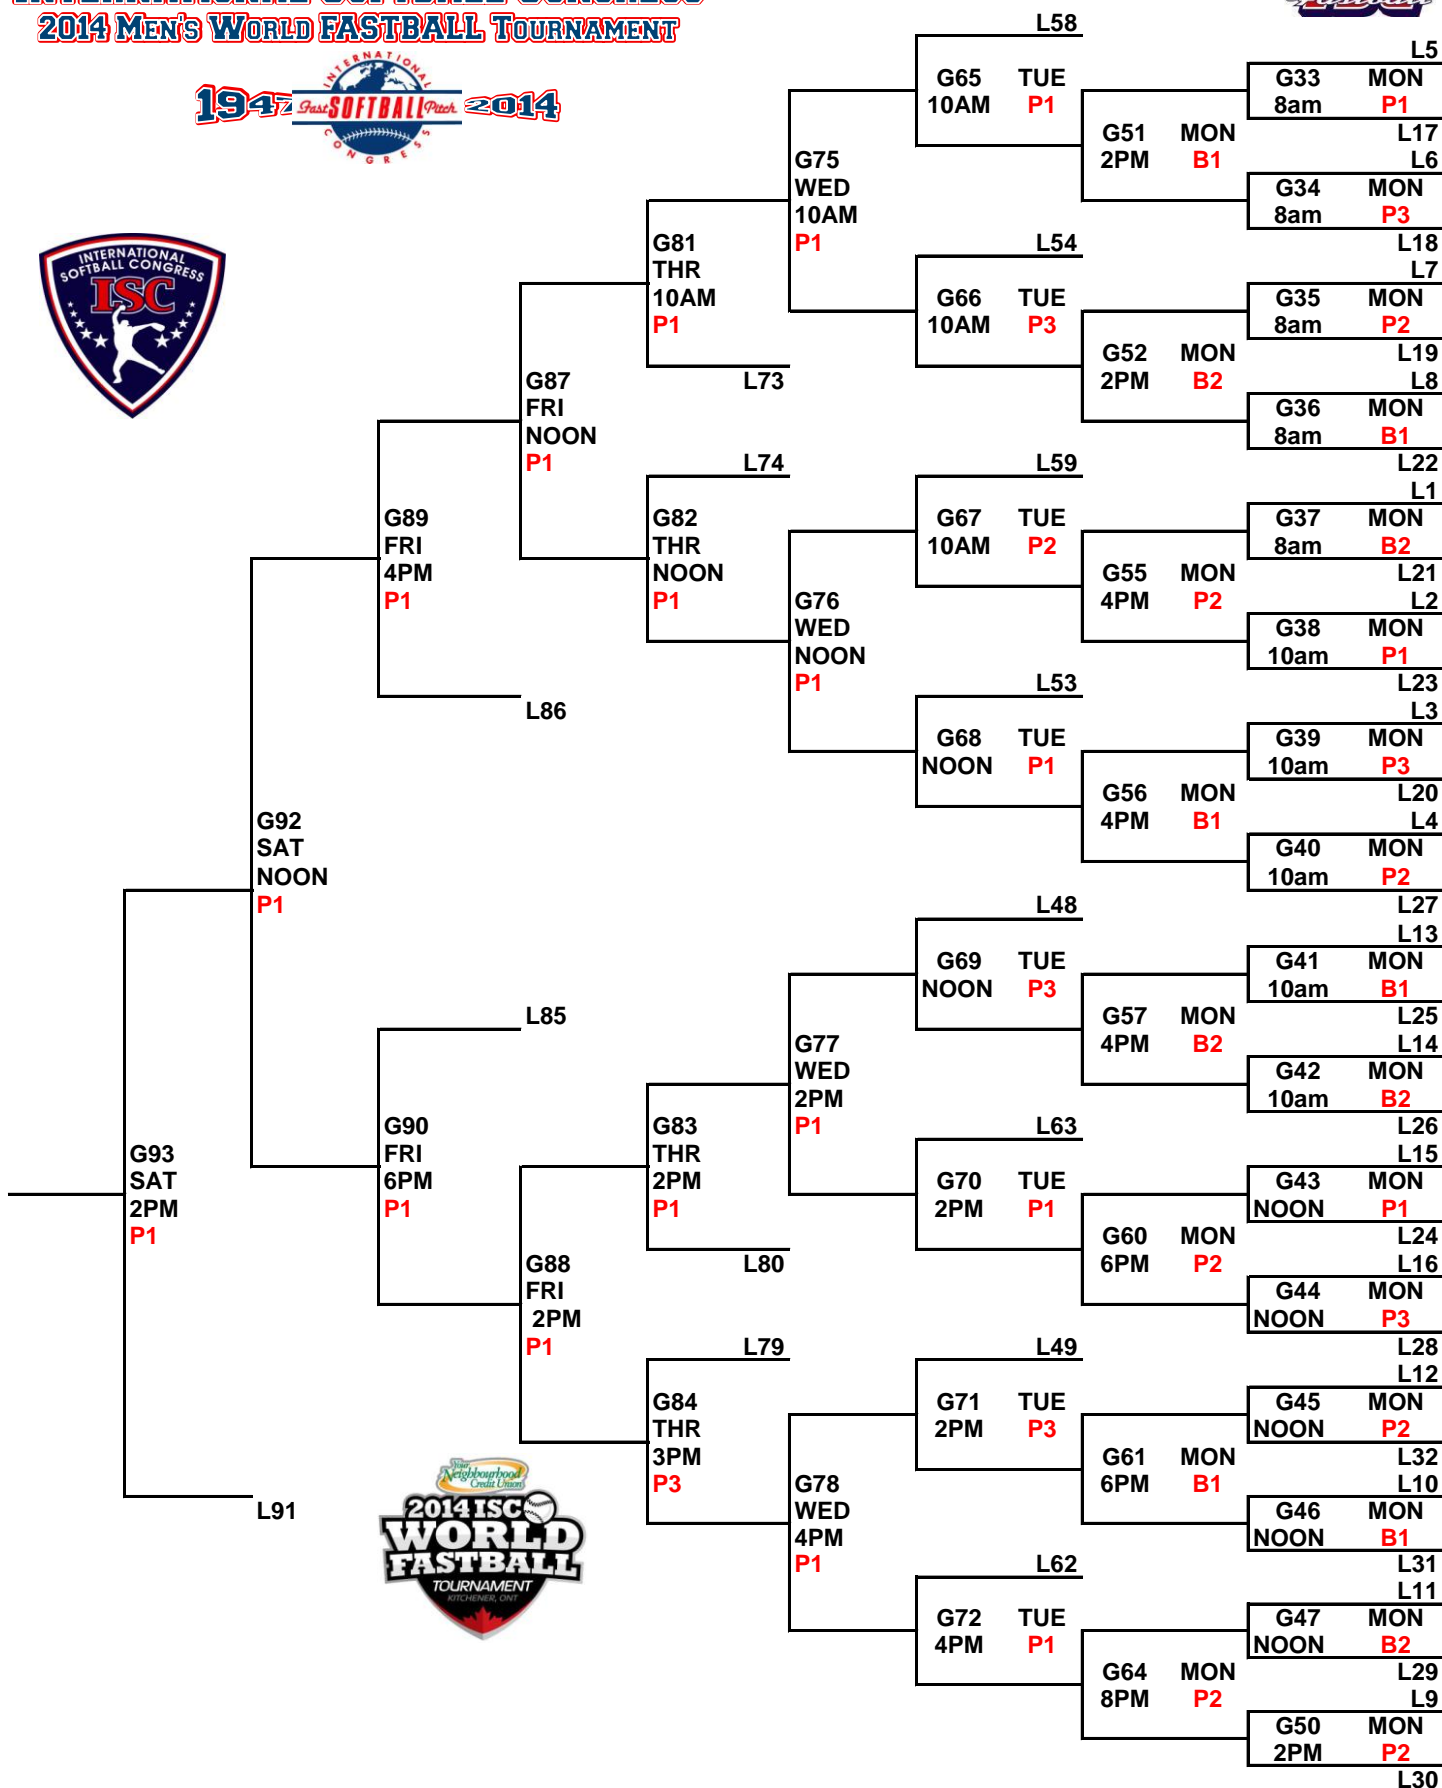 INTERNATIONAL SOFTBALL CONGRESS
2014 MEN'S WORLD FASTBALL TOURNAMENT
Fastball
1947 2014
INTERNATIONAL
Fast SOFTBALL Pitch
CONGRESS
INTERNATIONAL
SOFTBALL CONGRESS
ISC
L58
G65 TUE
10AM P1
L54
G66 TUE
10AM P3
L59
G67 TUE
10AM P2
L53
G68 TUE
NOON P1
L48
G69 TUE
NOON P3
L63
G70 TUE
2PM P1
L49
G71 TUE
2PM P3
L62
G72 TUE
4PM P1
L5
G33 MON
8am P1
L17
L6
G34 MON
8am P3
L18
L7
G35 MON
8am P2
L19
L8
G36 MON
8am B1
L22
L1
G37 MON
8am B2
L21
L2
G38 MON
10am P1
L23
L3
G39 MON
10am P3
L20
L4
G40 MON
10am P2
L27
L13
G41 MON
10am B1
L25
L14
G42 MON
10am B2
L26
L15
G43 MON
NOON P1
L24
L16
G44 MON
NOON P3
L28
L12
G45 MON
NOON P2
L32
L10
G46 MON
NOON B1
L31
L11
G47 MON
NOON B2
L29
L9
G50 MON
2PM P2
L30
G51 MON
2PM B1
G52 MON
2PM B2
G55 MON
4PM P2
G56 MON
4PM B1
G57 MON
4PM B2
G60 MON
6PM P2
G61 MON
6PM B1
G64 MON
8PM P2
G75
WED
10AM
P1
G76
WED
NOON
P1
G77
WED
2PM
P1
G78
WED
4PM
P1
G81
THR
10AM
P1
L73
L74
G82
THR
NOON
P1
G83
THR
2PM
P1
L80
L79
G84
THR
3PM
P3
G87
FRI
NOON
P1
G88
FRI
2PM
P1
G89
FRI
4PM
P1
L86
L85
G90
FRI
6PM
P1
G92
SAT
NOON
P1
G93
SAT
2PM
P1
L91
Your
Neighbourhood
Credit Union
2014 ISC
WORLD
FASTBALL
TOURNAMENT
KITCHENER, ONT